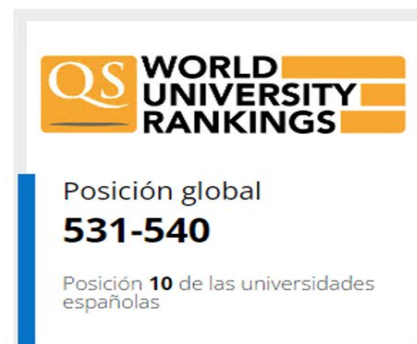 QS WORLD
UNIVERSITY
RANKINGS
Posición global
531-540
Posición 10 de las universidades
españolas